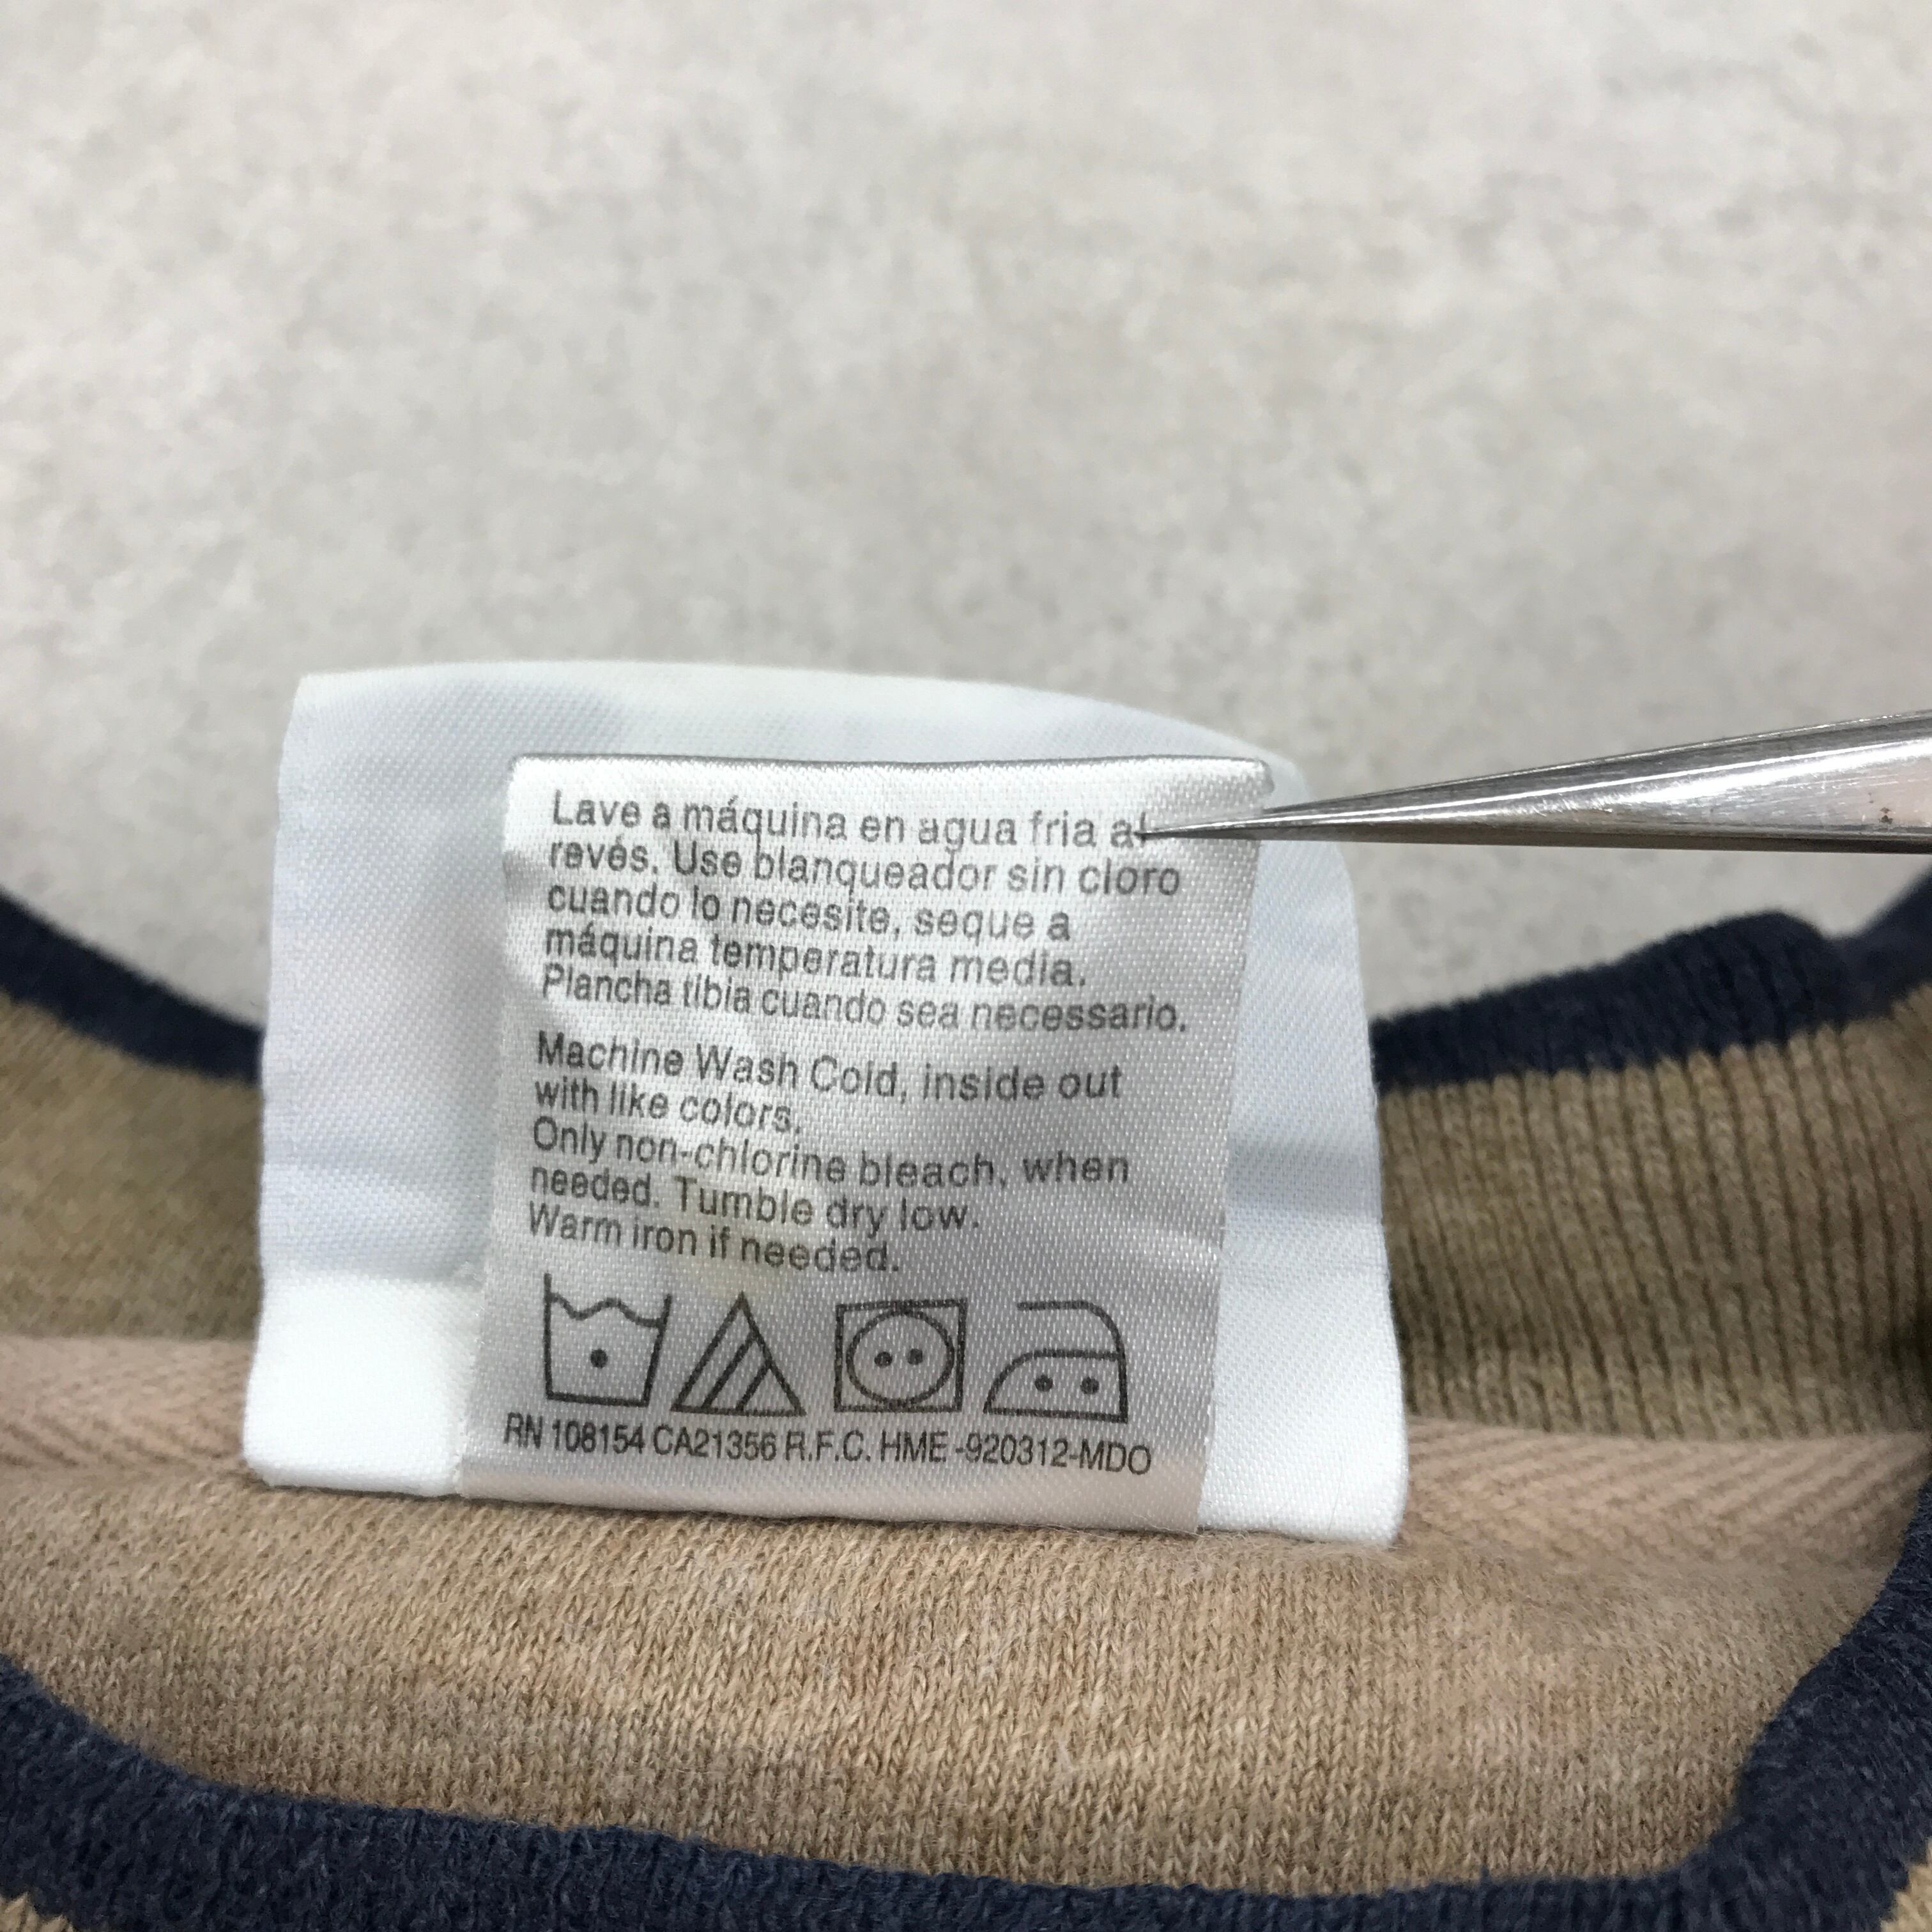 Lave a máquina en agua fria al
revés. Use blanqueador sin cloro
cuando lo necesite, seque a
máquina temperatura media.
Plancha tibia cuando sea necessario.
Machine Wash Cold, inside out
with like colors.
Only non-chlorine bleach, when
needed. Tumble dry low.
Warm iron if needed.
RN 108154 CA21356 R.F.C. HME -920312-MDO